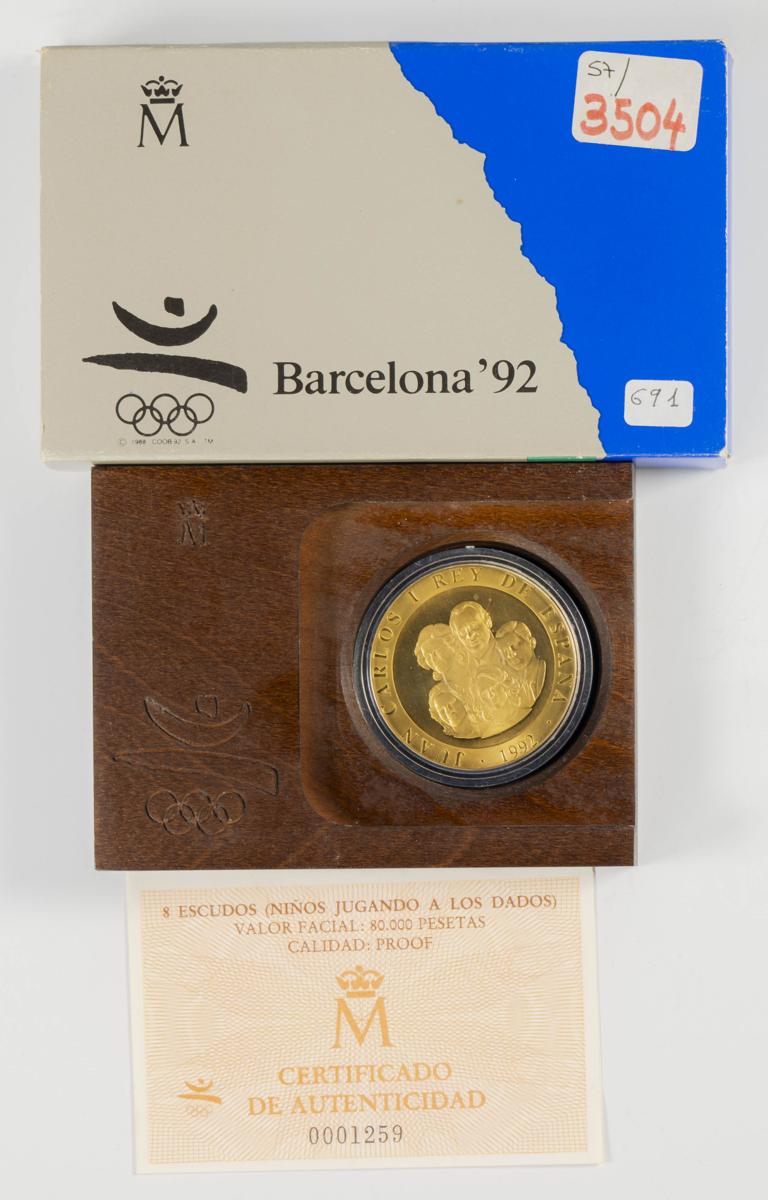 M
57/
3504
Barcelona '92
691
© 1988 COOB 92 S.A. TM
M
JUAN CARLOS I REY DE ESPAÑA · 1992 ·
8 ESCUDOS (NIÑOS JUGANDO A LOS DADOS)
VALOR FACIAL: 80.000 PESETAS
CALIDAD: PROOF
M
CERTIFICADO
DE AUTENTICIDAD
0001259